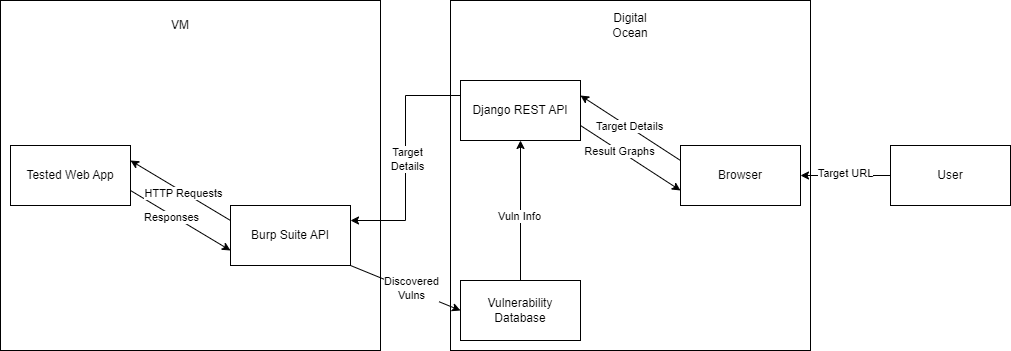 VM
Digital
Ocean
Django REST API
Target Details
Result Graphs
Target
Details
Tested Web App
Browser
Target URL
User
HTTP Requests
Responses
Vuln Info
Burp Suite API
Discovered
Vulns
Vulnerability
Database